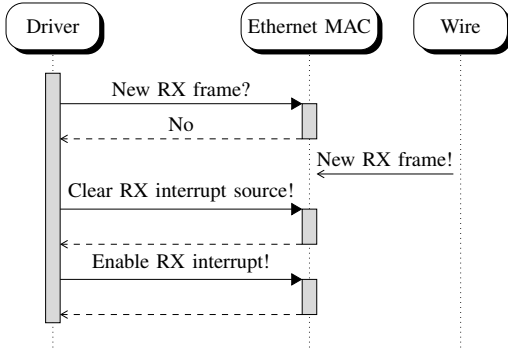 Driver
Ethernet MAC
Wire
New RX frame?
No
New RX frame!
Clear RX interrupt source!
Enable RX interrupt!